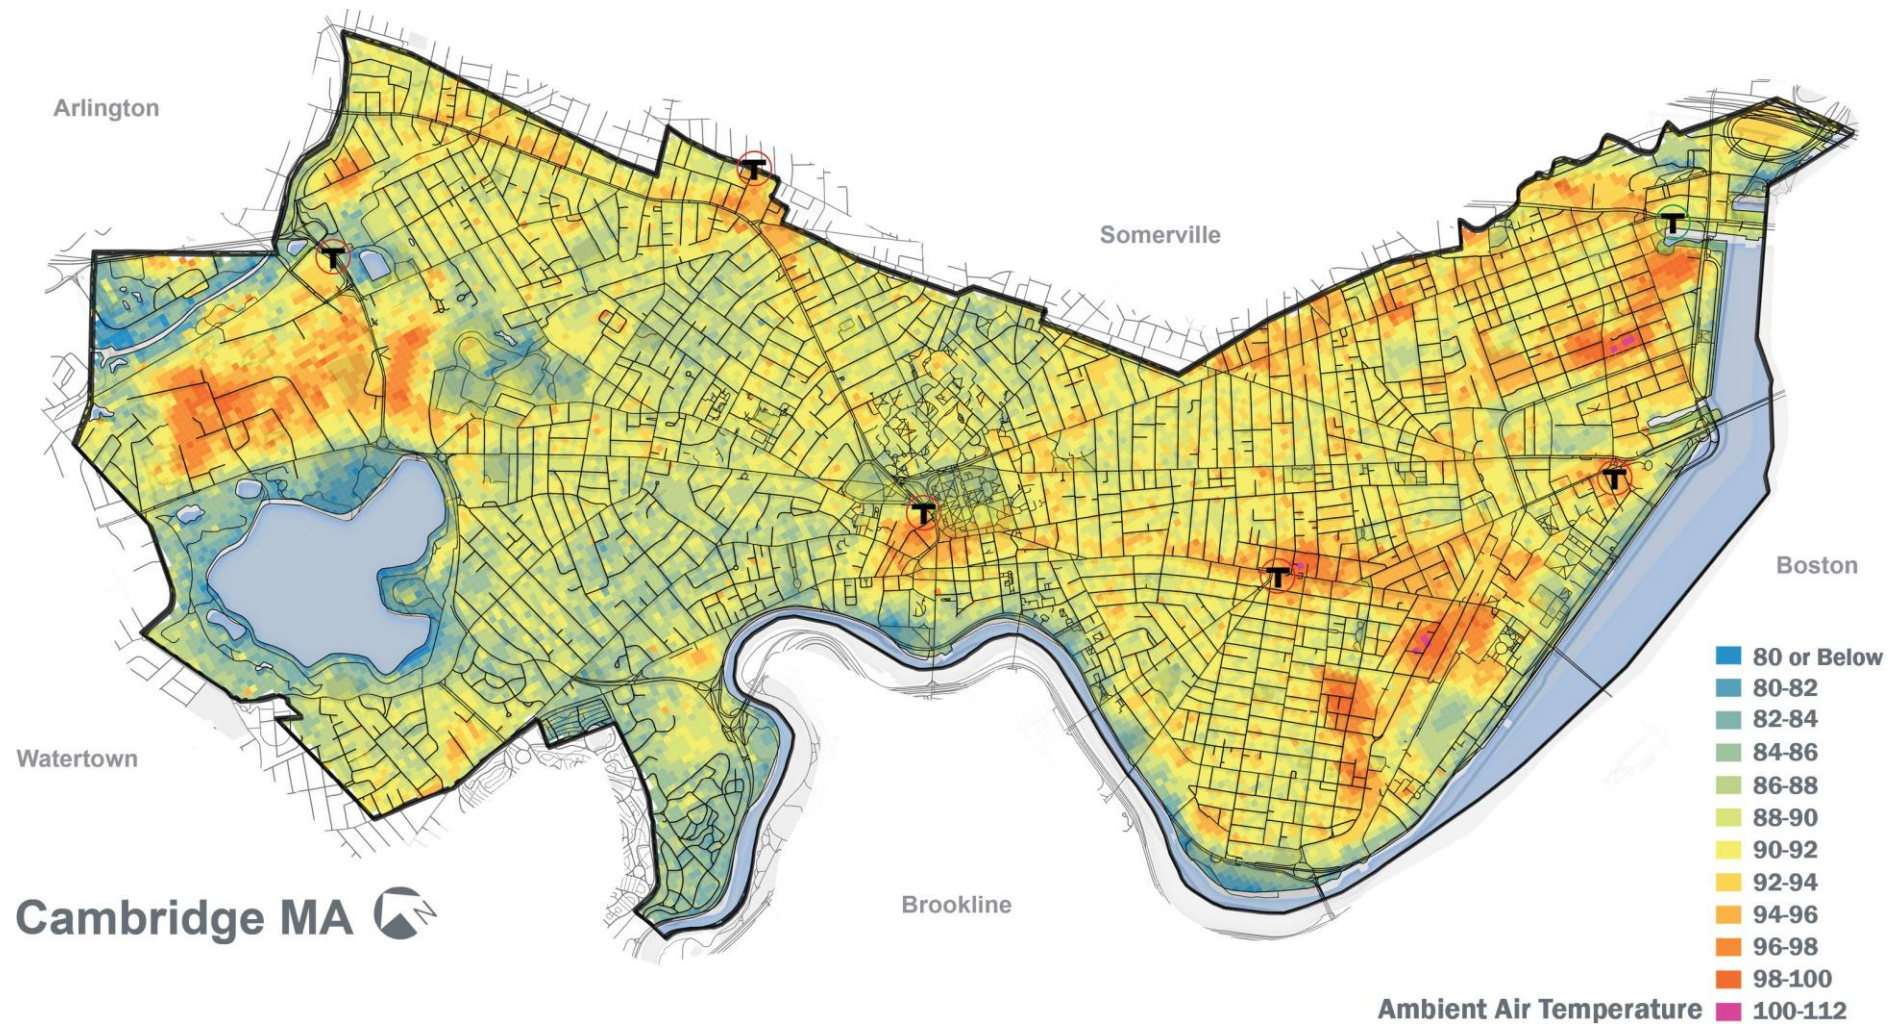 Arlington
T
Somerville
T
T
T
T
T
Boston
Watertown
Brookline
Cambridge MA N
80 or Below
80-82
82-84
84-86
86-88
88-90
90-92
92-94
94-96
96-98
98-100
Ambient Air Temperature 100-112